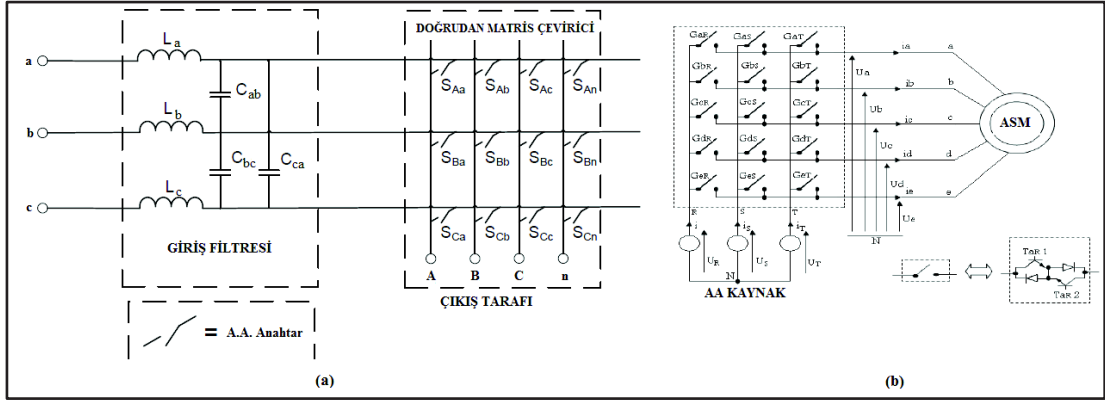 DOĞRUDAN MATRİS ÇEVİRİCİ
La
a
Cab
SAa SAb SAc SAn
Lb
b
Cbc Cca
SBa SBb SBc SBn
Lc
c
SCa SCb SCc SCn
GİRİŞ FİLTRESİ
A B C n
ÇIKIŞ TARAFI
= A.A. Anahtar
(a)
GaR GaS GaT
ia a
Ua
GbR GbS GbT
ib b
Ub
GcR GcS GcT
ic c
ASM
Uc
GdR GdS GdT
id d
Ud
GeR GeS GeT
ie e
Ue
R S T
i iS iT
N
UR US UT
N
AA KAYNAK
TaR 1
TaR 2
(b)